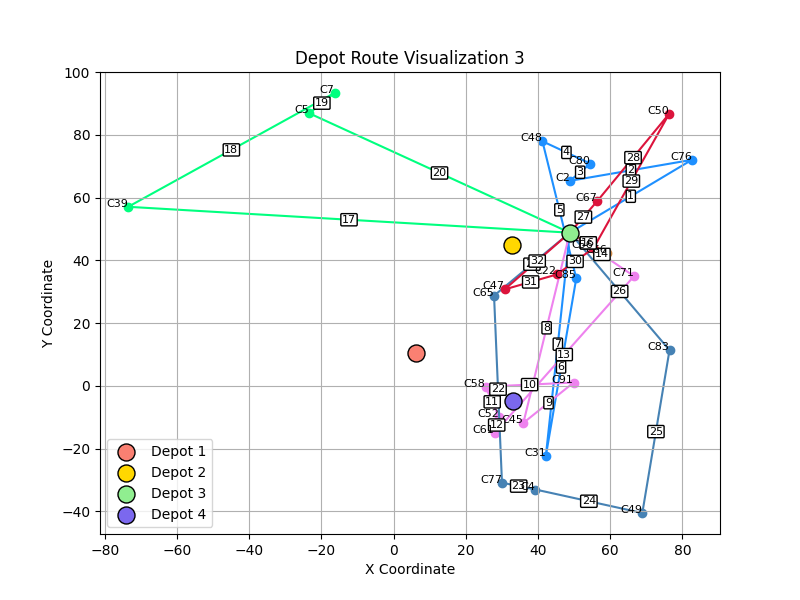 Depot Route Visualization 3
Y Coordinate
100
80
60
40
20
0
−20
−40
−80
−60
−40
−20
0
20
40
60
80
X Coordinate
C7
19
C5
C50
C48
18
4
28
C76
C80
3
2
20
C2
29
1
C67
C39
5
17
27
16
14
32
30
C71
C22
C85
31
C47
26
C65
8
7
13
C83
6
C58
22
10
C91
11
9
C52
C45
12
C61
25
C31
C77
23
C4
24
C49
Depot 1
Depot 2
Depot 3
Depot 4